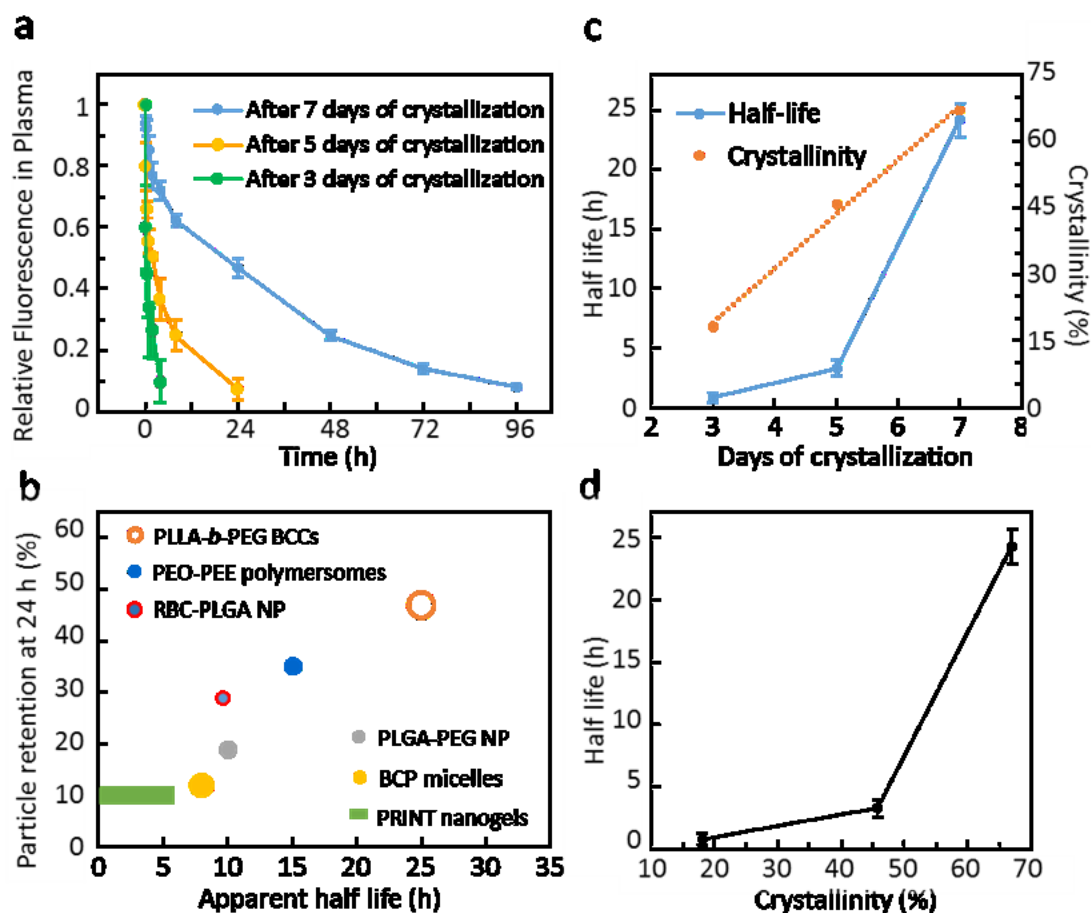 a
Relative Fluorescence in Plasma
1
0.8
0.6
0.4
0.2
0
After 7 days of crystallization
After 5 days of crystallization
After 3 days of crystallization
0 24 48 72 96
Time (h)
c
Half life (h)
25
20
15
10
5
0
Half-life
Crystallinity
75
60
45
30
15
0
Crystallinity (%)
2 3 4 5 6 7 8
Days of crystallization
b
Particle retention at 24 h (%)
60
50
40
30
20
10
0
PLLA-b-PEG BCCs
PEO-PEE polymersomes
RBC-PLGA NP
PLGA-PEG NP
BCP micelles
PRINT nanogels
0 5 10 15 20 25 30 35
Apparent half life (h)
d
Half life (h)
25
20
15
10
5
0
10 20 30 40 50 60 70
Crystallinity (%)